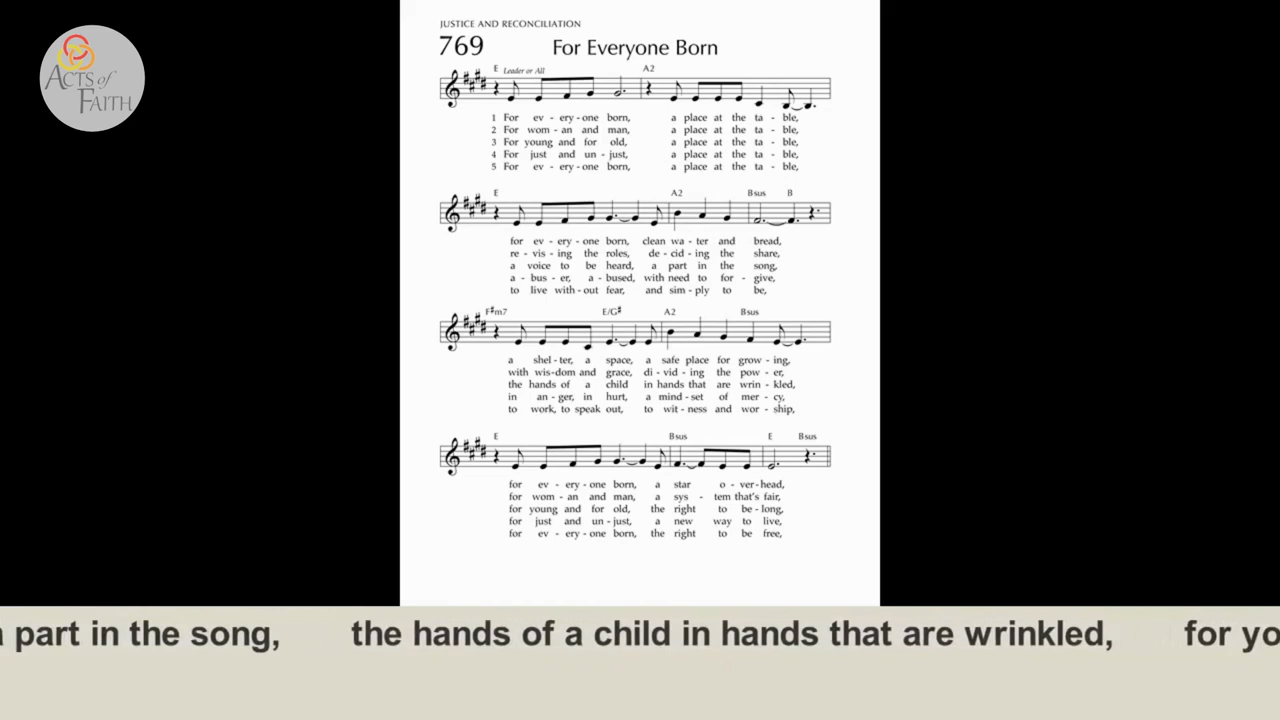 ACTS of
FAITH
JUSTICE AND RECONCILIATION
769 For Everyone Born
E Leader or All A2
1 For ev - ery - one born, a place at the ta - ble,
2 For wom - an and man, a place at the ta - ble,
3 For young and for old, a place at the ta - ble,
4 For just and un - just, a place at the ta - ble,
5 For ev - ery - one born, a place at the ta - ble,
E A2 Bsus B
for ev - ery - one born, clean wa - ter and bread,
re - vis - ing the roles, de - cid - ing the share,
a voice to be heard, a part in the song,
a - bus - er, a - bused, with need to for - give,
to live with - out fear, and sim - ply to be,
F#m7 E/G# A2 Bsus
a shel - ter, a space, a safe place for grow - ing,
with wis - dom and grace, di - vid - ing the pow - er,
the hands of a child in hands that are wrin - kled,
in an - ger, in hurt, a mind - set of mer - cy,
to work, to speak out, to wit - ness and wor - ship,
E Bsus E Bsus
for ev - ery - one born, a star o - ver - head,
for wom - an and man, a sys - tem that's fair,
for young and for old, the right to be - long,
for just and un - just, a new way to live,
for ev - ery - one born, the right to be free,
a part in the song, the hands of a child in hands that are wrinkled, for yo